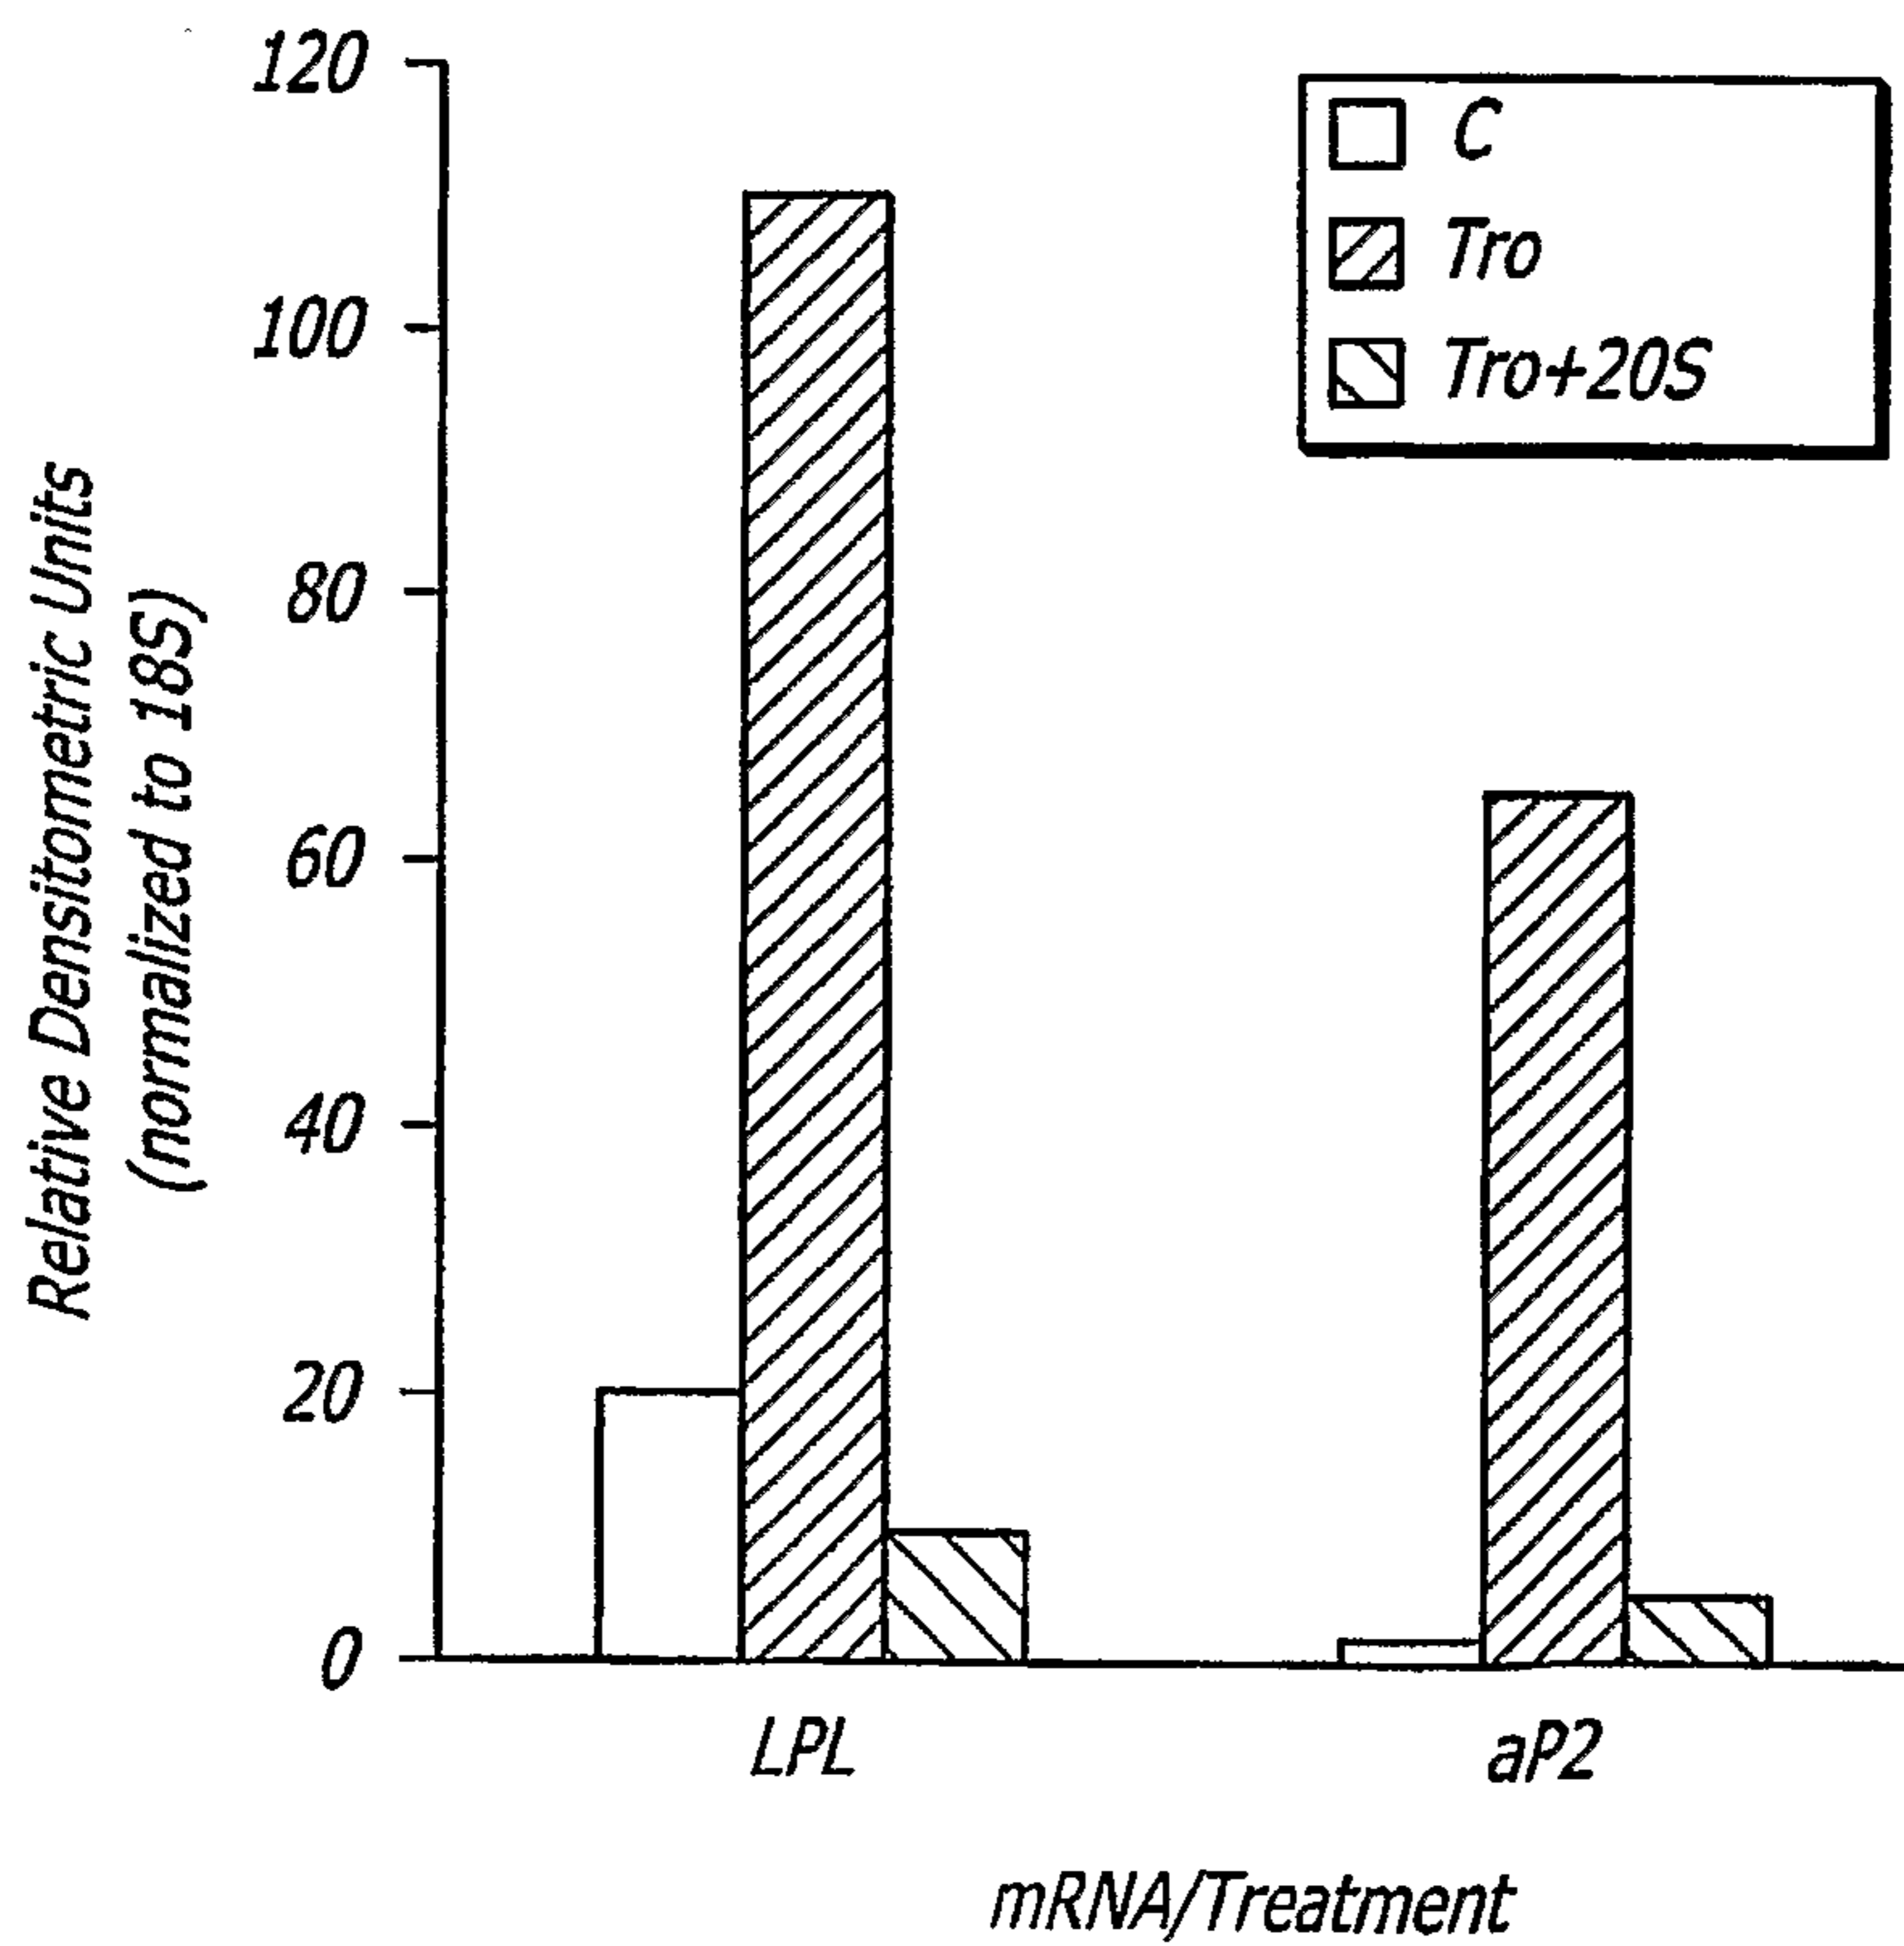 120
100
80
60
40
20
0
Relative Densitometric Units
(normalized to 18S)
C
Tro
Tro+20S
LPL
aP2
mRNA/Treatment